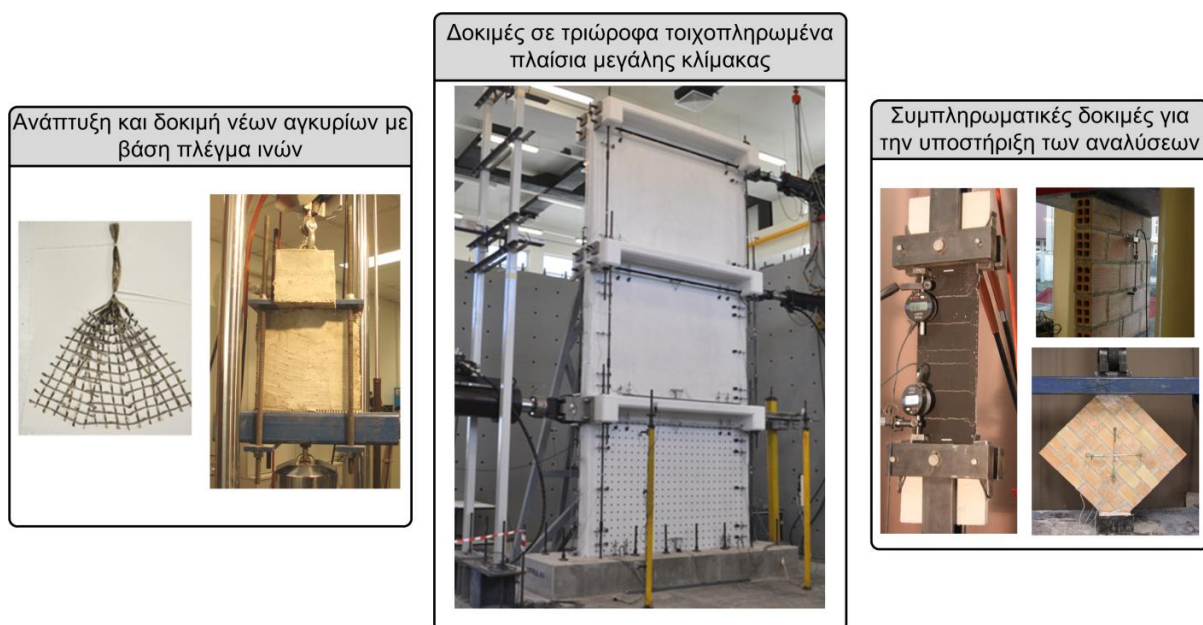 Ανάπτυξη και δοκιμή νέων αγκυρίων με
βάση πλέγμα ινών
Δοκιμές σε τριώροφα τοιχοπληρωμένα
πλαίσια μεγάλης κλίμακας
Συμπληρωματικές δοκιμές για
την υποστήριξη των αναλύσεων